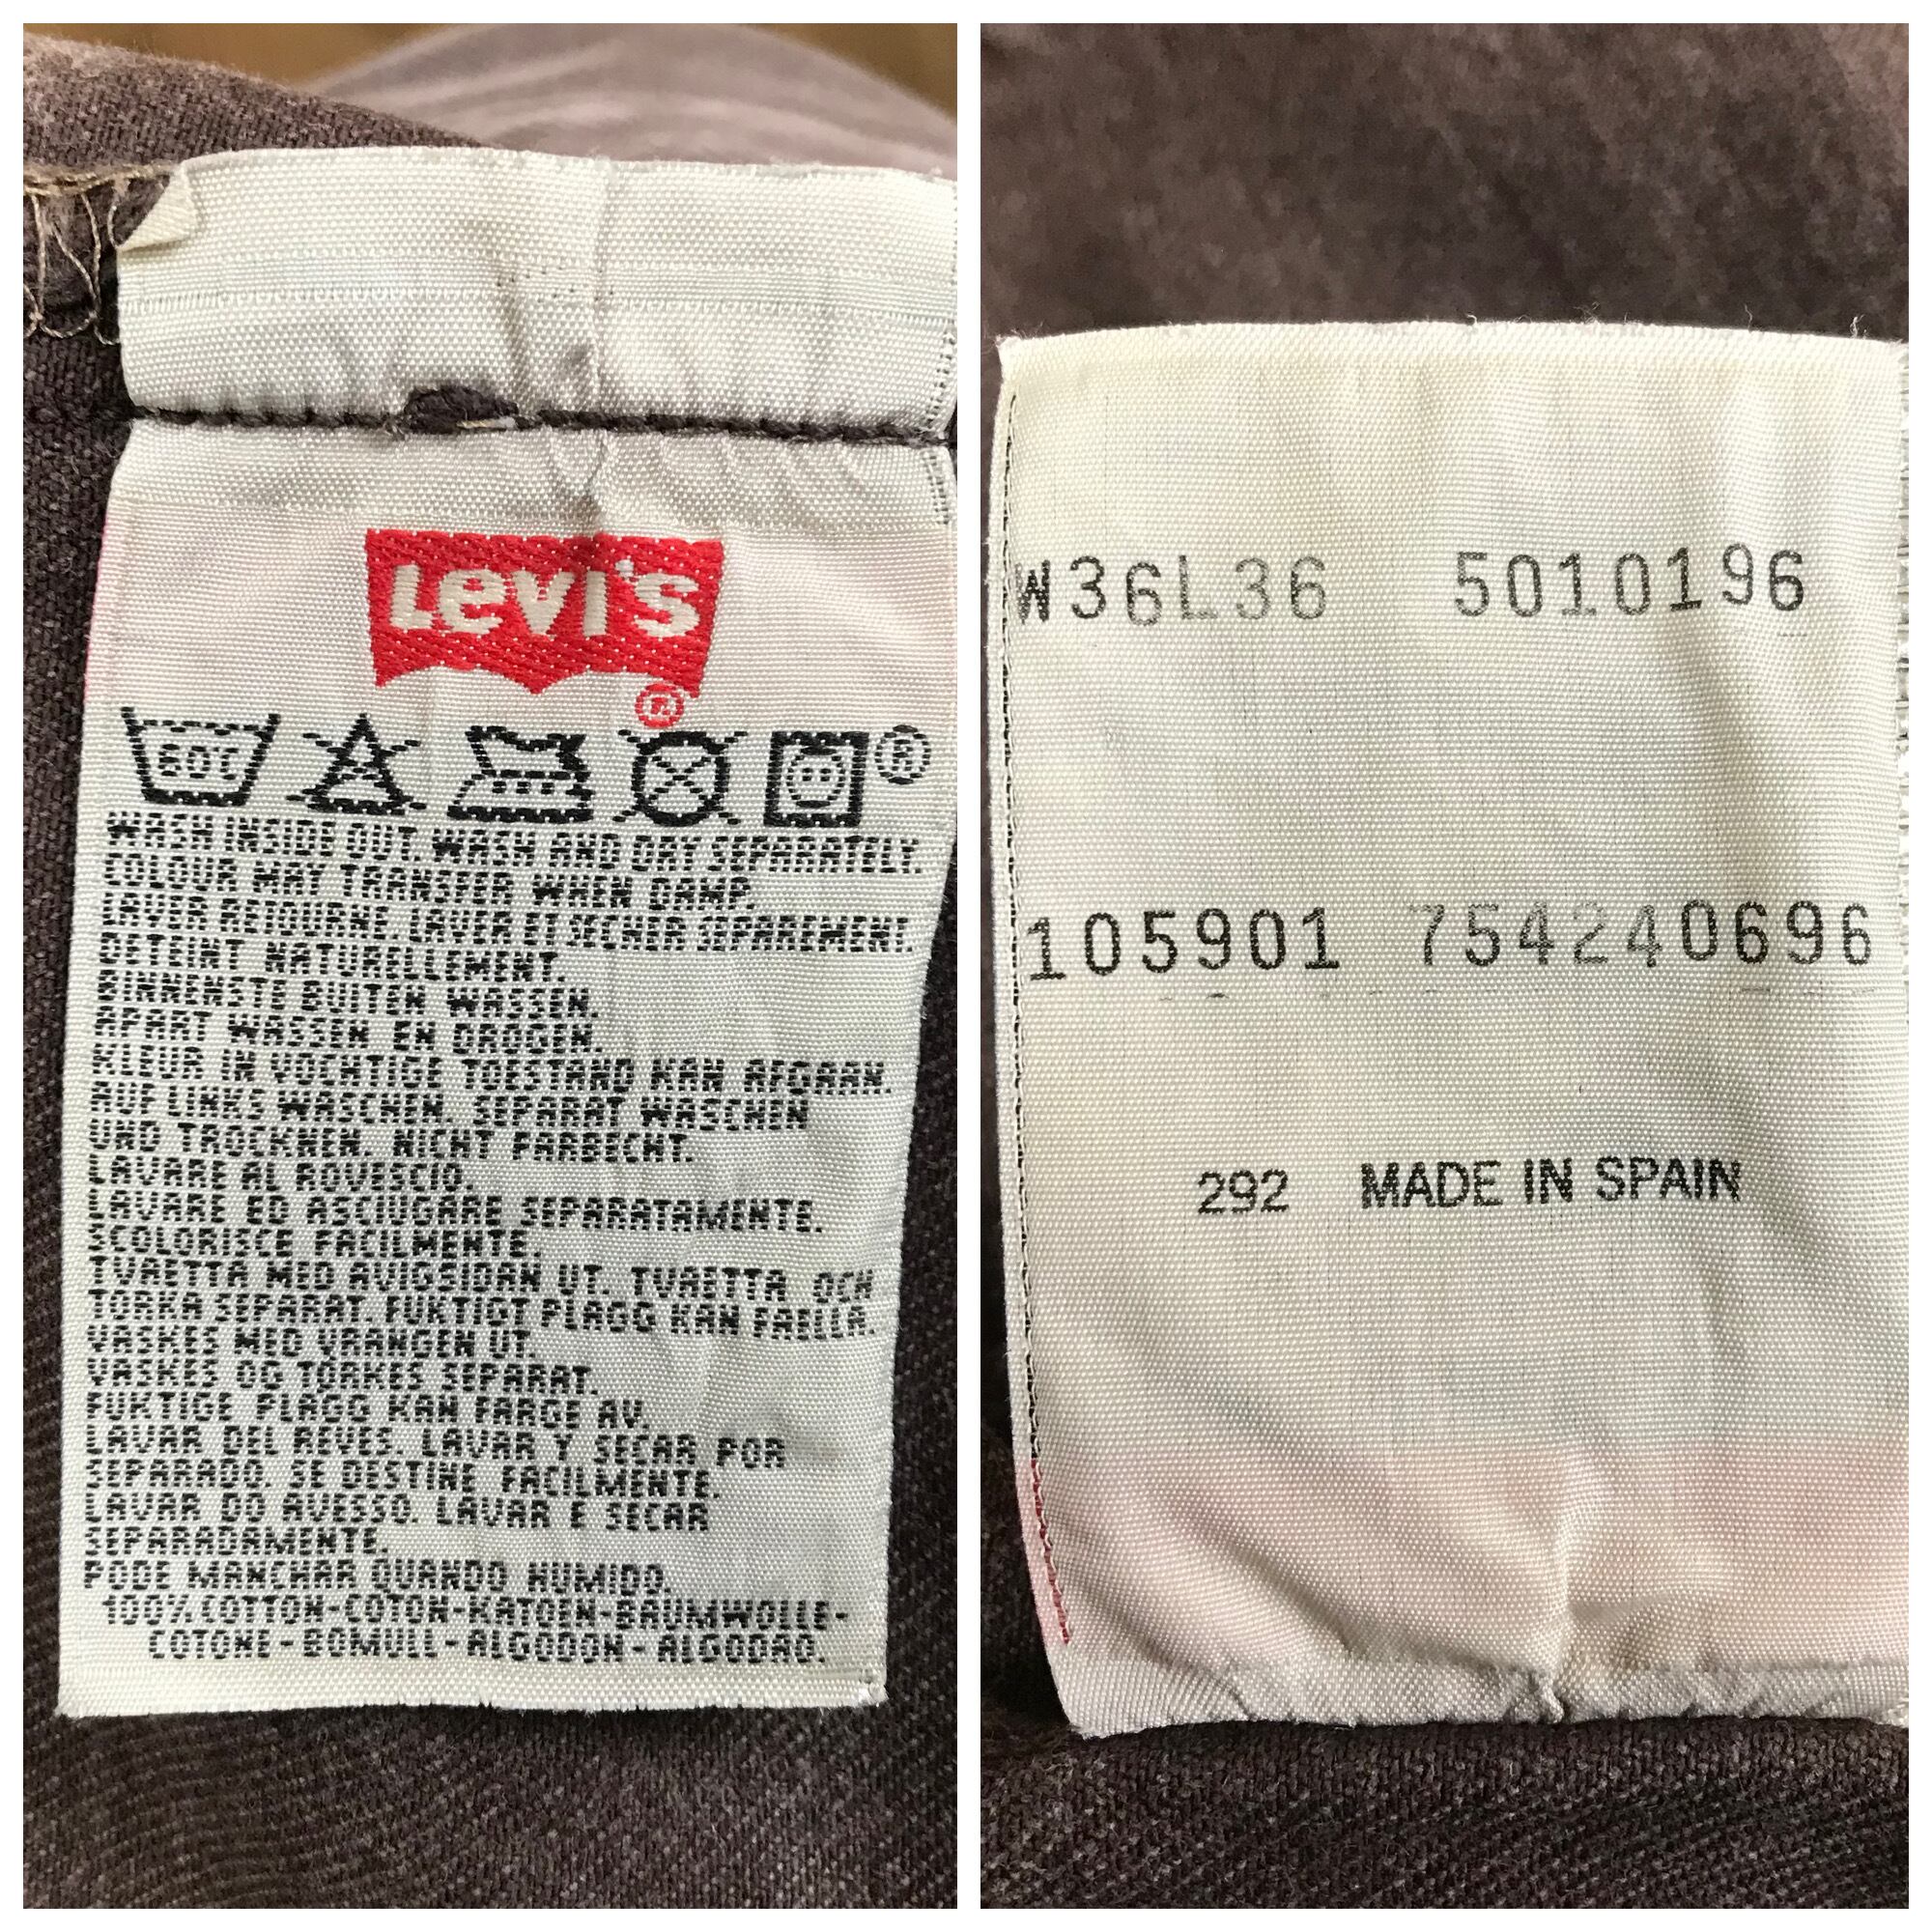 Levi's
®
60°C
®
WASH INSIDE OUT. WASH AND DRY SEPARATELY.
COLOUR MAY TRANSFER WHEN DAMP.
LAVER RETOURNE. LAVER ET SECHER SEPAREMENT.
DETEINT NATURELLEMENT.
BINNENSTE BUITEN WASSEN.
APART WASSEN EN DROGEN.
KLEUR IN VOCHTIGE TOESTAND KAN AFGAAN.
AUF LINKS WASCHEN. SEPARAT WASCHEN
UND TROCKNEN. NICHT FARBECHT.
LAVARE AL ROVESCIO.
LAVARE ED ASCIUGARE SEPARATAMENTE.
SCOLORISCE FACILMENTE.
TVAETTA MED AVIGSIDAN UT. TVAETTA OCH
TORKA SEPARAT. FUKTIGT PLAGG KAN FAELLA.
VASKES MED VRANGEN UT.
VASKES OG TORKES SEPARAT.
FUKTIGE PLAGG KAN FARGE AV.
LAVAR DEL REVES. LAVAR Y SECAR POR
SEPARADO. SE DESTINE FACILMENTE.
LAVAR DO AVESSO. LAVAR E SECAR
SEPARADAMENTE.
PODE MANCHAR QUANDO HUMIDO.
100% COTTON-COTON-KATOEN-BAUMWOLLE-
COTONE-BOMULL-ALGODON-ALGODAO.
W36L36 5010196
105901 754240696
292 MADE IN SPAIN